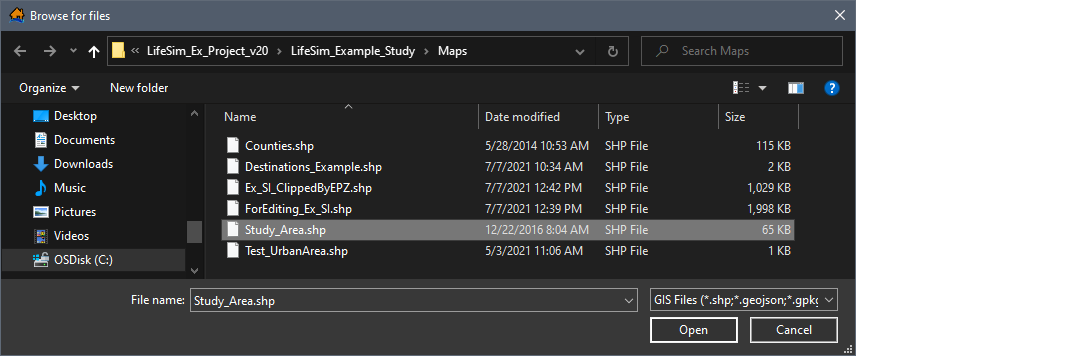 Browse for files
« LifeSim_Ex_Project_v20 › LifeSim_Example_Study › Maps
Search Maps
Organize New folder
Name Date modified Type Size
Desktop
Documents
Downloads
Music
Pictures
Videos
OSDisk (C:)
Counties.shp 5/28/2014 10:53 AM SHP File 115 KB
Destinations_Example.shp 7/7/2021 10:34 AM SHP File 2 KB
Ex_SI_ClippedByEPZ.shp 7/7/2021 12:42 PM SHP File 1,029 KB
ForEditing_Ex_SI.shp 7/7/2021 12:39 PM SHP File 1,998 KB
Study_Area.shp 12/22/2016 8:04 AM SHP File 65 KB
Test_UrbanArea.shp 5/3/2021 11:06 AM SHP File 1 KB
File name: Study_Area.shp GIS Files (*.shp;*.geojson;*.gpkg
Open Cancel